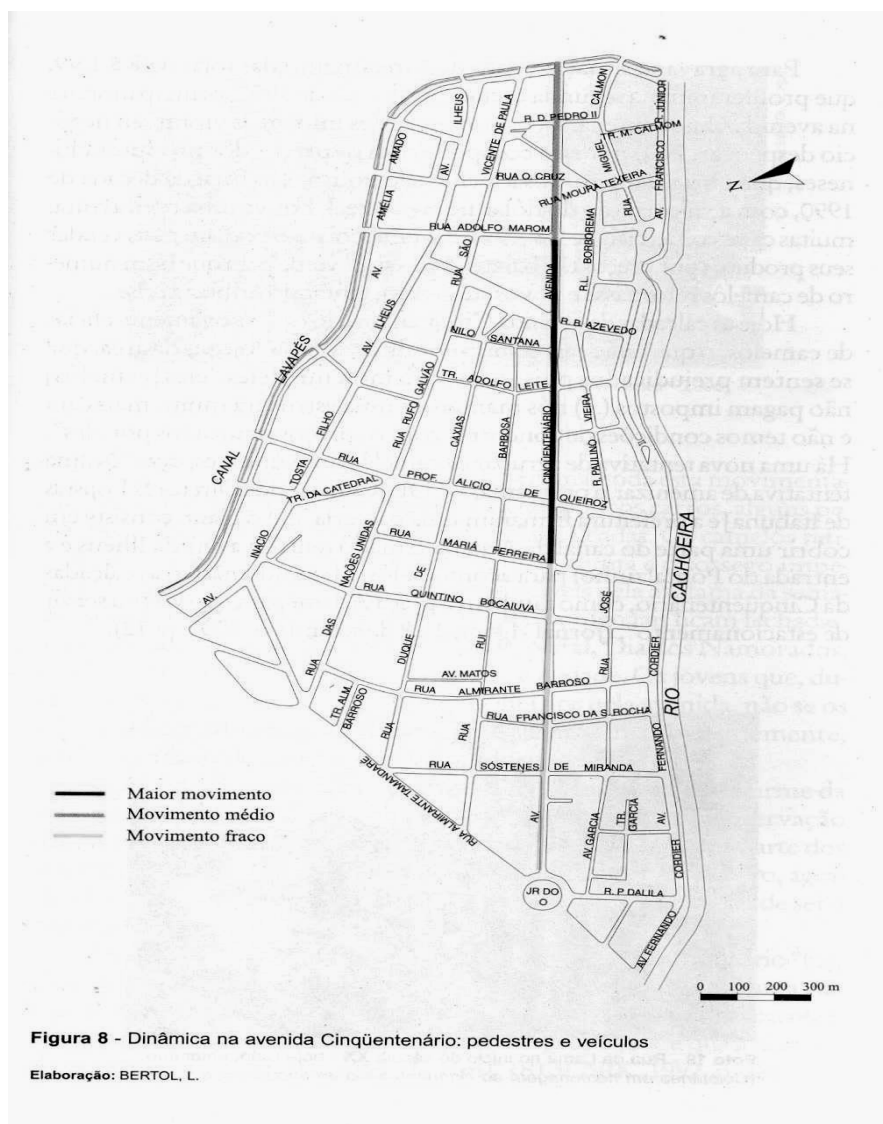 CALMON
R. D. PEDRO II
R. JÚNIOR
ILHEUS
VICENTE DE PAULA
TR. M. CALMOM
AMADO
AV.
RUA O. CRUZ
MIGUEL
FRANCISCO
RUA MOURA TEXEIRA
N
AMÉLIA
RUA
AV.
RUA ADOLFO MAROM
SÃO
BORBOREMA
AV.
RUA
AVENIDA
R.L.
ILHEUS
NILO
R. B. AZEVEDO
SANTANA
AV.
LAVAPÉS
GALVÃO
TR. ADOLFO LEITE
RUFO
CAXIAS
BARBOSA
CINQUENTENÁRIO
VIEIRA
FILHO
RUA
R. PAULINO
CANAL
TOSTA
RUA PROF. ALICIO DE QUEIROZ
TR. DA CATEDRAL
CACHOEIRA
INÁCIO
NAÇÕES UNIDAS
RUA MARIÁ FERREIRA
AV.
DE
RUA QUINTINO BOCAIUVA
JOSÉ
DAS
DUQUE
RUI
RUA
CORDIER
RIO
RUA
AV. MATOS
TR. ALM. BARROSO
RUA ALMIRANTE BARROSO
RUA FRANCISCO DA S. ROCHA
RUA
RUA
FERNANDO
RUA SÓSTENES DE MIRANDA
RUA ALMIRANTE TAMANDARÉ
AV.
AV. GARCIA
TR. GARCIA
AV.
CORDIER
JR DO
O
R. P. DALILA
AV. FERNANDO
Maior movimento
Movimento médio
Movimento fraco
0 100 200 300 m
Figura 8 - Dinâmica na avenida Cinqüentenário: pedestres e veículos
Elaboração: BERTOL, L.